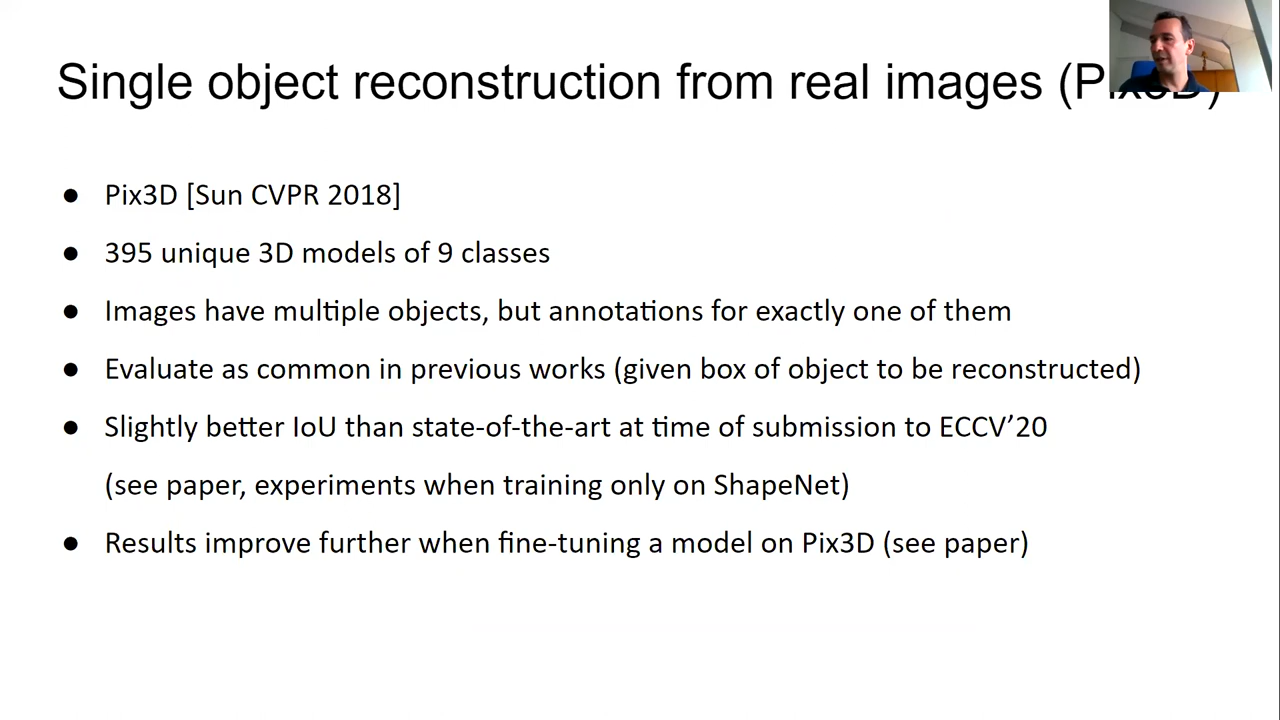 Single object reconstruction from real images (Pix3D)
● Pix3D [Sun CVPR 2018]
● 395 unique 3D models of 9 classes
● Images have multiple objects, but annotations for exactly one of them
● Evaluate as common in previous works (given box of object to be reconstructed)
● Slightly better IoU than state-of-the-art at time of submission to ECCV’20
(see paper, experiments when training only on ShapeNet)
● Results improve further when fine-tuning a model on Pix3D (see paper)